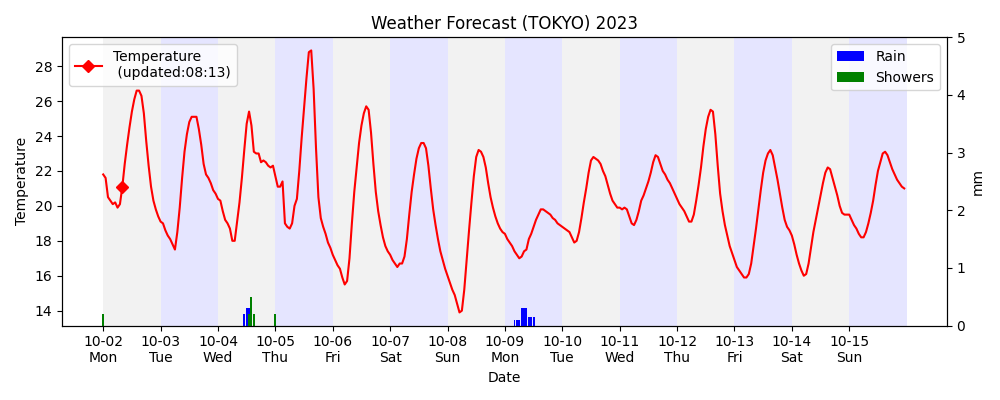 Weather Forecast (TOKYO) 2023
Temperature
(updated:08:13)
Rain
Showers
28
26
24
22
20
18
16
14
Temperature
5
4
3
2
1
0
mm
10-02 10-03 10-04 10-05 10-06 10-07 10-08 10-09 10-10 10-11 10-12 10-13 10-14 10-15
Mon Tue Wed Thu Fri Sat Sun Mon Tue Wed Thu Fri Sat Sun
Date